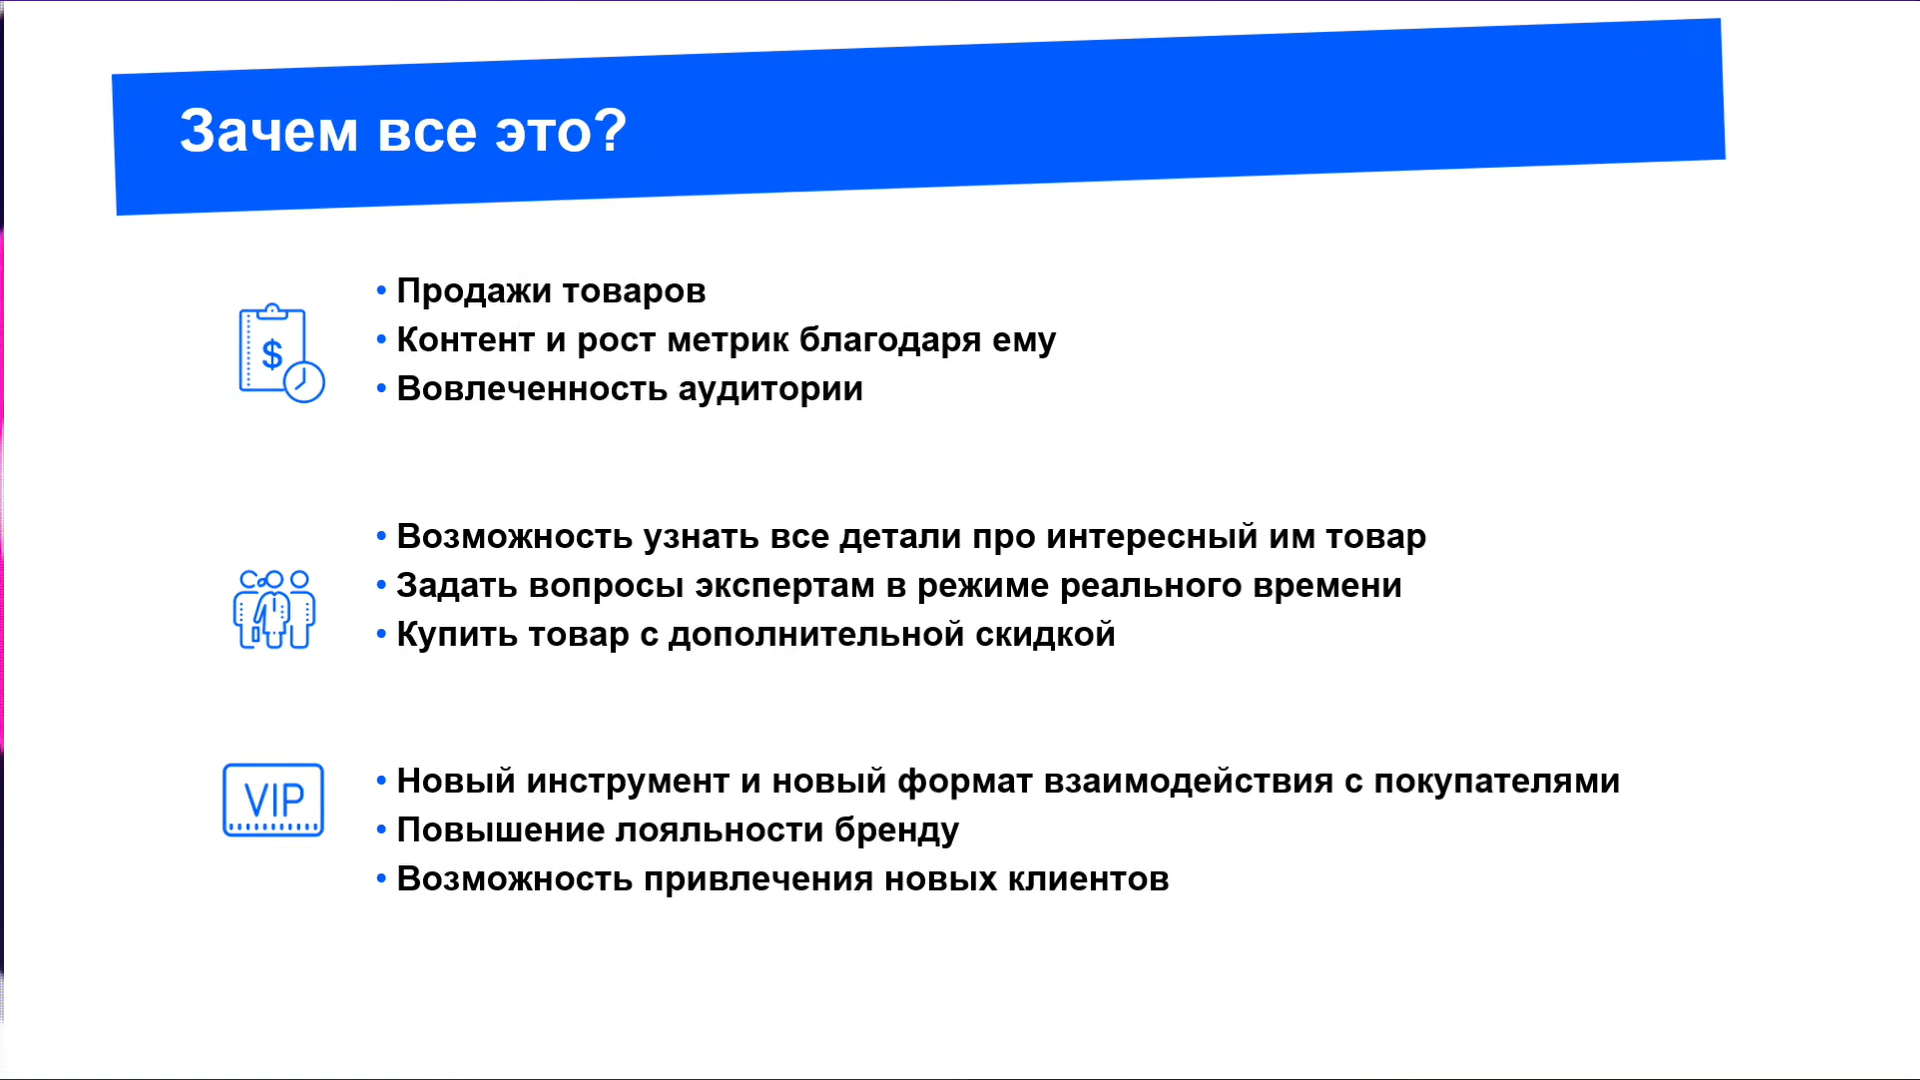 Зачем все это?
$
• Продажи товаров
• Контент и рост метрик благодаря ему
• Вовлеченность аудитории
• Возможность узнать все детали про интересный им товар
• Задать вопросы экспертам в режиме реального времени
• Купить товар с дополнительной скидкой
VIP
• Новый инструмент и новый формат взаимодействия с покупателями
• Повышение лояльности бренду
• Возможность привлечения новых клиентов